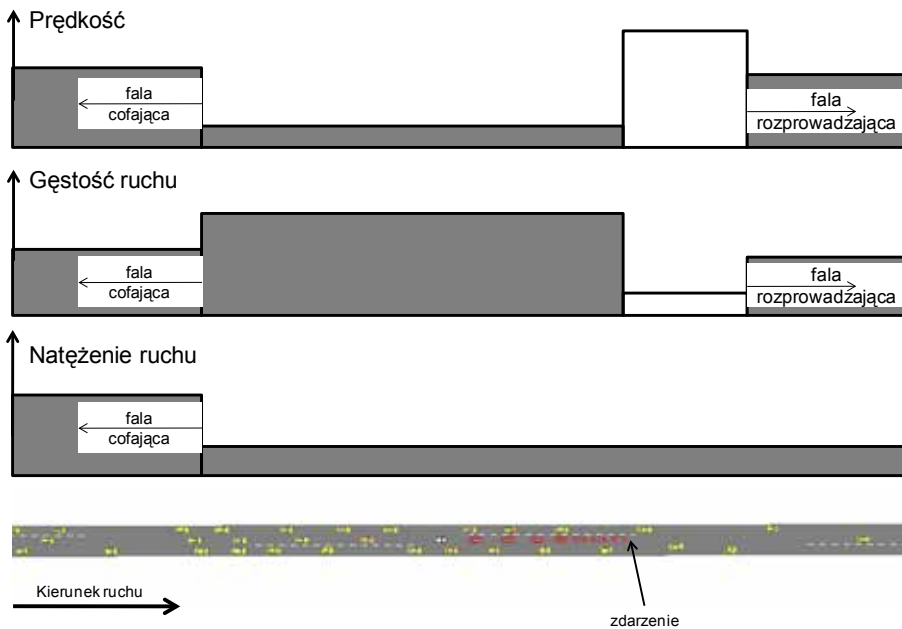 Prędkość
fala
cofająca
fala
rozprowadzająca
Gęstość ruchu
fala
cofająca
fala
rozprowadzająca
Natężenie ruchu
fala
cofająca
Kierunek ruchu
zdarzenie